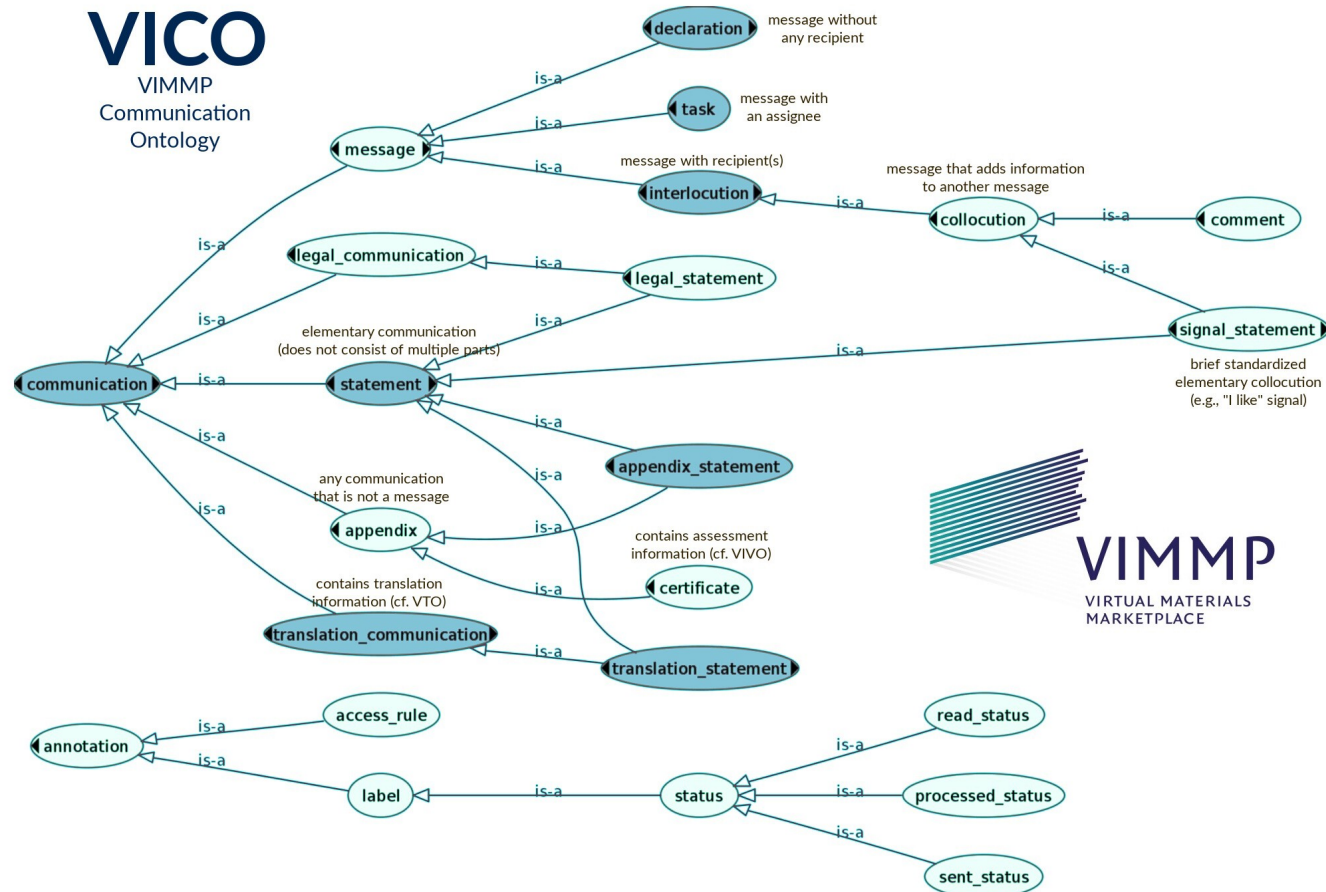 VICO
VIMMP
Communication
Ontology
declaration
message without
any recipient
is-a
task
message with
an assignee
is-a
message
is-a
message with recipient(s)
interlocution
is-a
message that adds information
to another message
collocution
is-a
comment
is-a
is-a
legal_communication
is-a
legal_statement
is-a
is-a
signal_statement
brief standardized
elementary collocution
(e.g., "I like" signal)
elementary communication
(does not consist of multiple parts)
is-a
communication
is-a
statement
is-a
is-a
appendix_statement
is-a
any communication
that is not a message
is-a
appendix
is-a
contains assessment
information (cf. VIVO)
is-a
certificate
contains translation
information (cf. VTO)
translation_communication
is-a
translation_statement
VIMMP
VIRTUAL MATERIALS
MARKETPLACE
annotation
is-a
access_rule
is-a
label
is-a
status
is-a
read_status
is-a
processed_status
is-a
sent_status